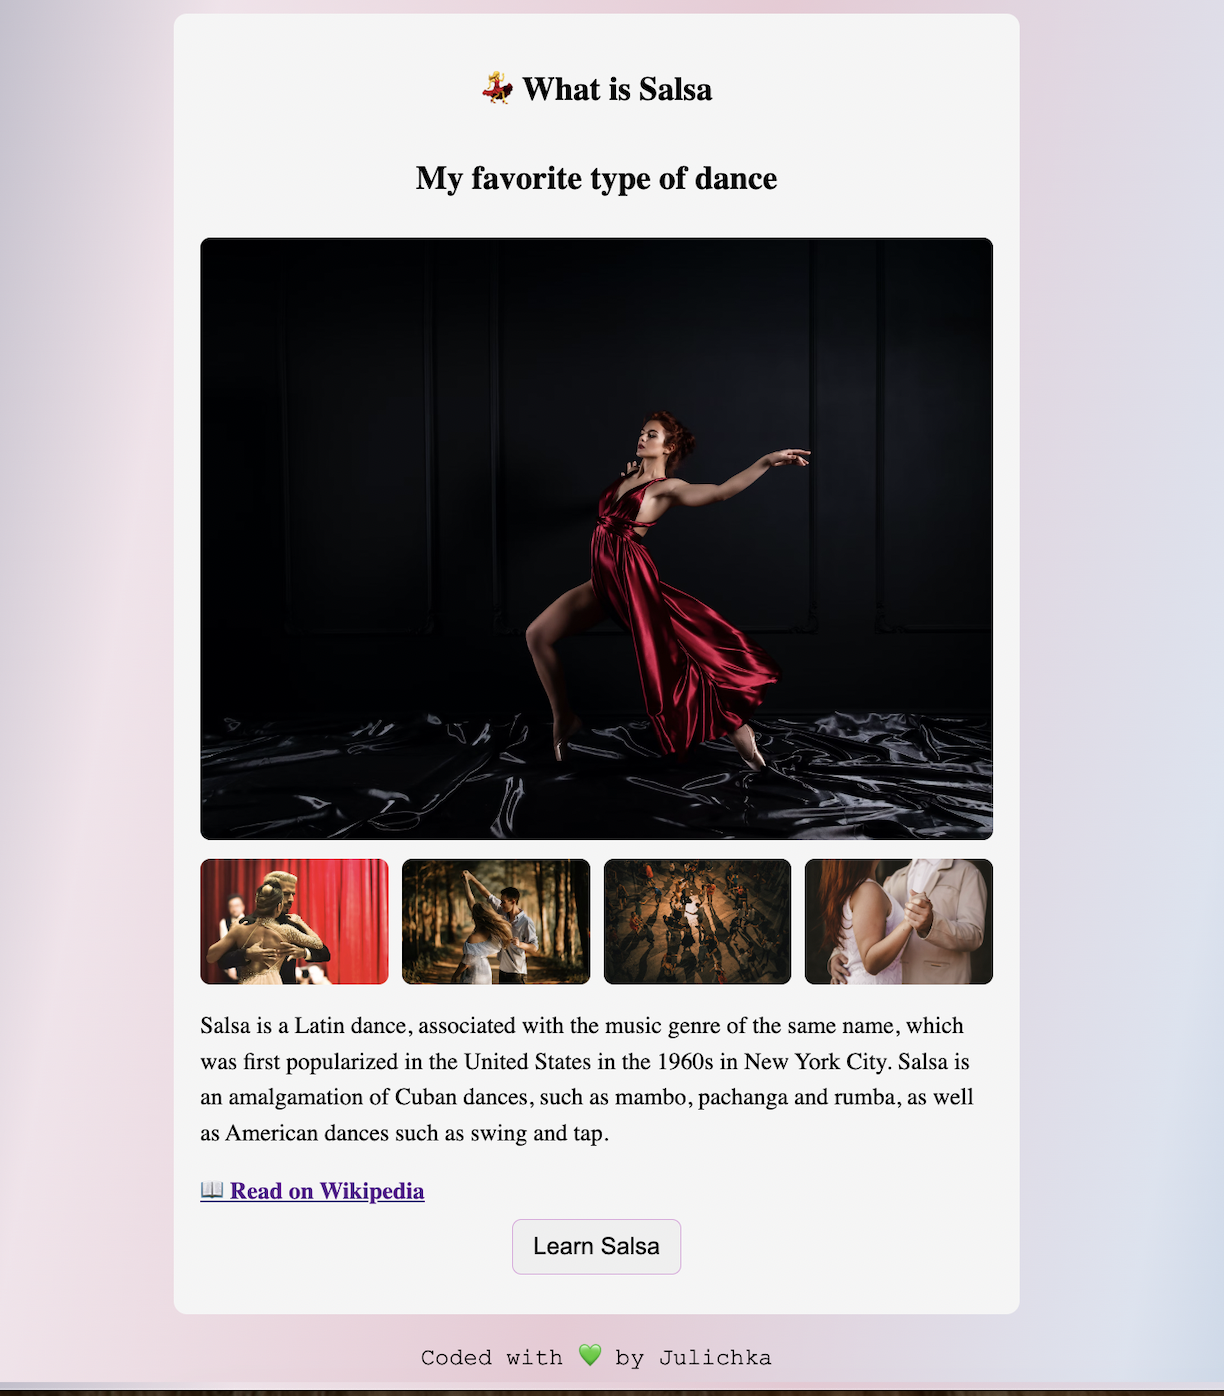 💃 What is Salsa
My favorite type of dance
Salsa is a Latin dance, associated with the music genre of the same name, which
was first popularized in the United States in the 1960s in New York City. Salsa is
an amalgamation of Cuban dances, such as mambo, pachanga and rumba, as well
as American dances such as swing and tap.
📖 Read on Wikipedia
Learn Salsa
Coded with 💚 by Julichka